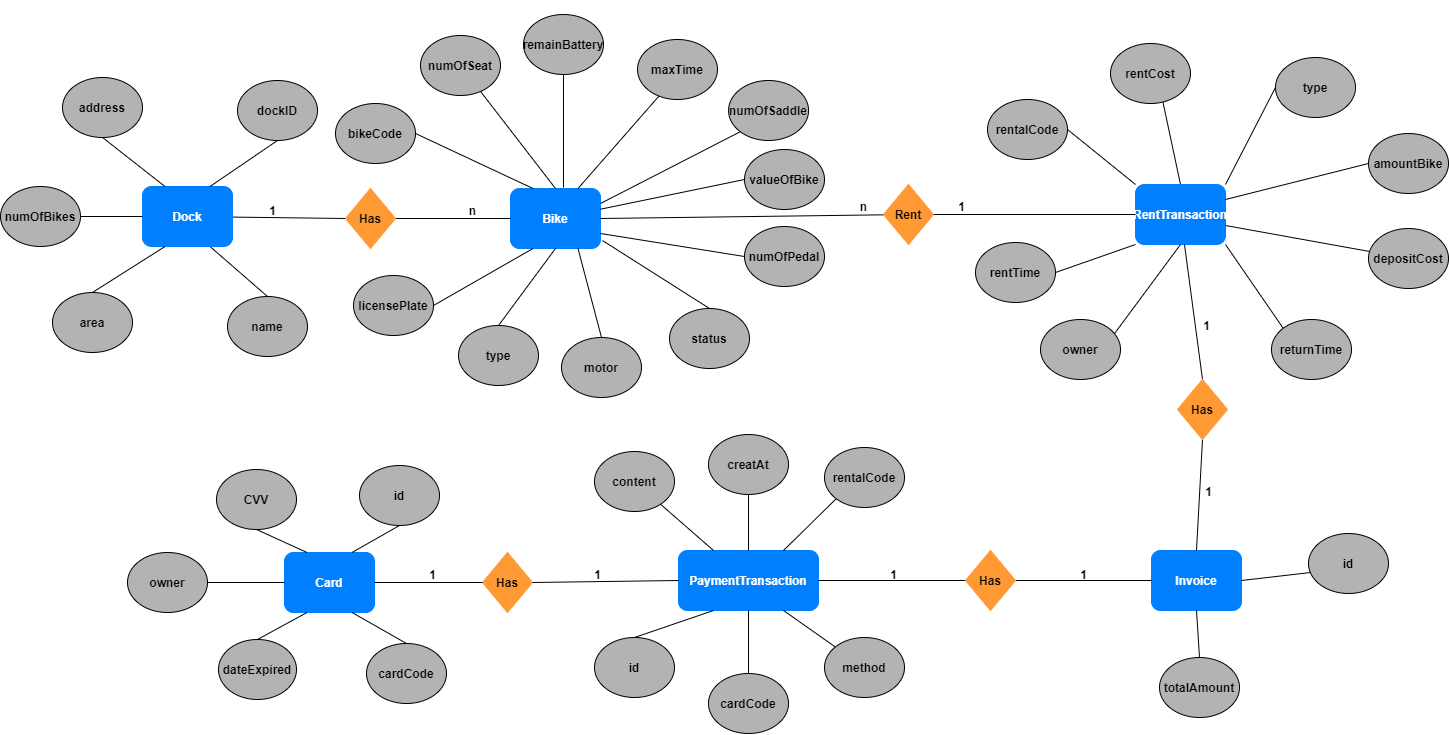 remainBattery
numOfSeat
maxTime
rentCost
type
address
dockID
numOfSaddle
bikeCode
rentalCode
amountBike
valueOfBike
numOfBikes
Dock
1
Has
n
Bike
n
Rent
1
RentTransaction
numOfPedal
depositCost
rentTime
licensePlate
area
name
status
type
motor
owner
returnTime
1
Has
creatAt
content
rentalCode
CVV
id
1
owner
Card
1
Has
1
PaymentTransaction
1
Has
1
Invoice
id
dateExpired
cardCode
id
method
cardCode
totalAmount